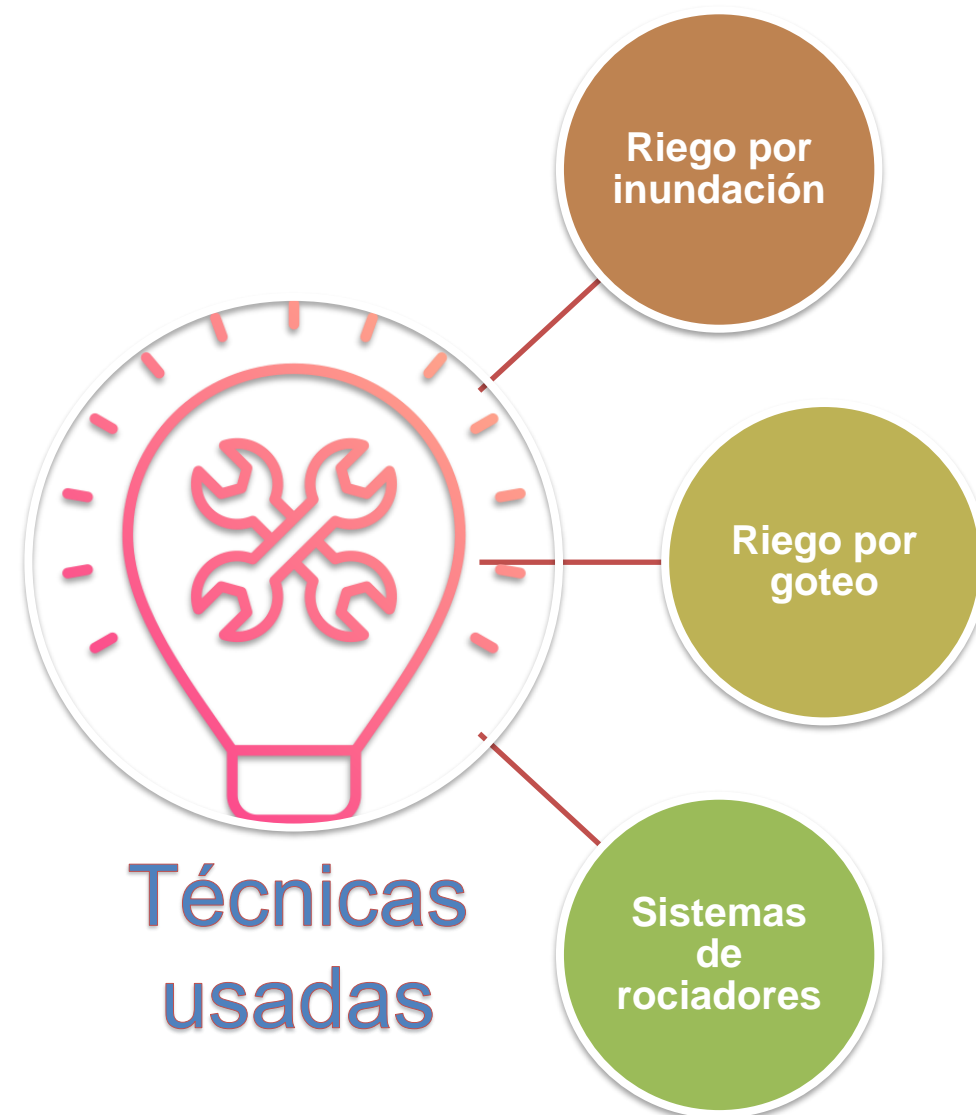 Riego por
inundación
Riego por
goteo
Sistemas
de
rociadores
Técnicas
usadas